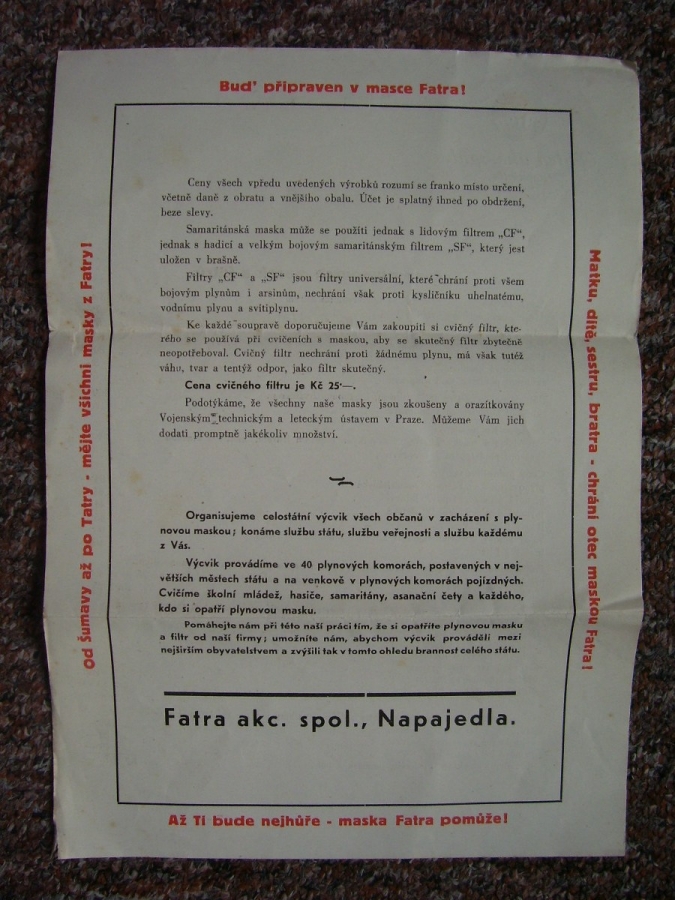 Buď připraven v masce Fatra!
Od Šumavy až po Tatry - mějte všichni masky z Fatry!
Ceny všech vpředu uvedených výrobků rozumí se franko místo určení,
včetně daně z obratu a vnějšího obalu. Účet je splatný ihned po obdržení,
beze slevy.
Samaritánská maska může se použíti jednak s lidovým filtrem „CF“,
jednak s hadicí a velkým bojovým samaritánským filtrem „SF“, který jest
uložen v brašně.
Filtry „CF“ a „SF“ jsou filtry universální, které chrání proti všem
bojovým plynům i arsinům, nechrání však proti kysličníku uhelnatému,
vodnímu plynu a svítiplynu.
Ke každé soupravě doporučujeme Vám zakoupiti si cvičný filtr, kte-
rého se používá při cvičeních s maskou, aby se skutečný filtr zbytečně
neopotřeboval. Cvičný filtr nechrání proti žádnému plynu, má však tutéž
váhu, tvar a tentýž odpor, jako filtr skutečný.
Cena cvičného filtru je Kč 25·—.
Podotýkáme, že všechny naše masky jsou zkoušeny a orazítkovány
Vojenským technickým a leteckým ústavem v Praze. Můžeme Vám jich
dodati promptně jakékoliv množství.
Organisujeme celostátní výcvik všech občanů v zacházení s ply-
novou maskou; konáme službu státu, službu veřejnosti a službu každému
z Vás.
Výcvik provádíme ve 40 plynových komorách, postavených v nej-
větších městech státu a na venkově v plynových komorách pojízdných.
Cvičíme školní mládež, hasiče, samaritány, asanační čety a každého,
kdo si opatří plynovou masku.
Pomáhejte nám při této naší práci tím, že si opatříte plynovou masku
a filtr od naší firmy; umožníte nám, abychom výcvik prováděli mezi
nejširším obyvatelstvem a zvýšili tak v tomto ohledu brannost celého státu.
Fatra akc. spol., Napajedla.
Matku, dítě, sestru, bratra - chrání otec maskou Fatra!
Až Ti bude nejhůře - maska Fatra pomůže!